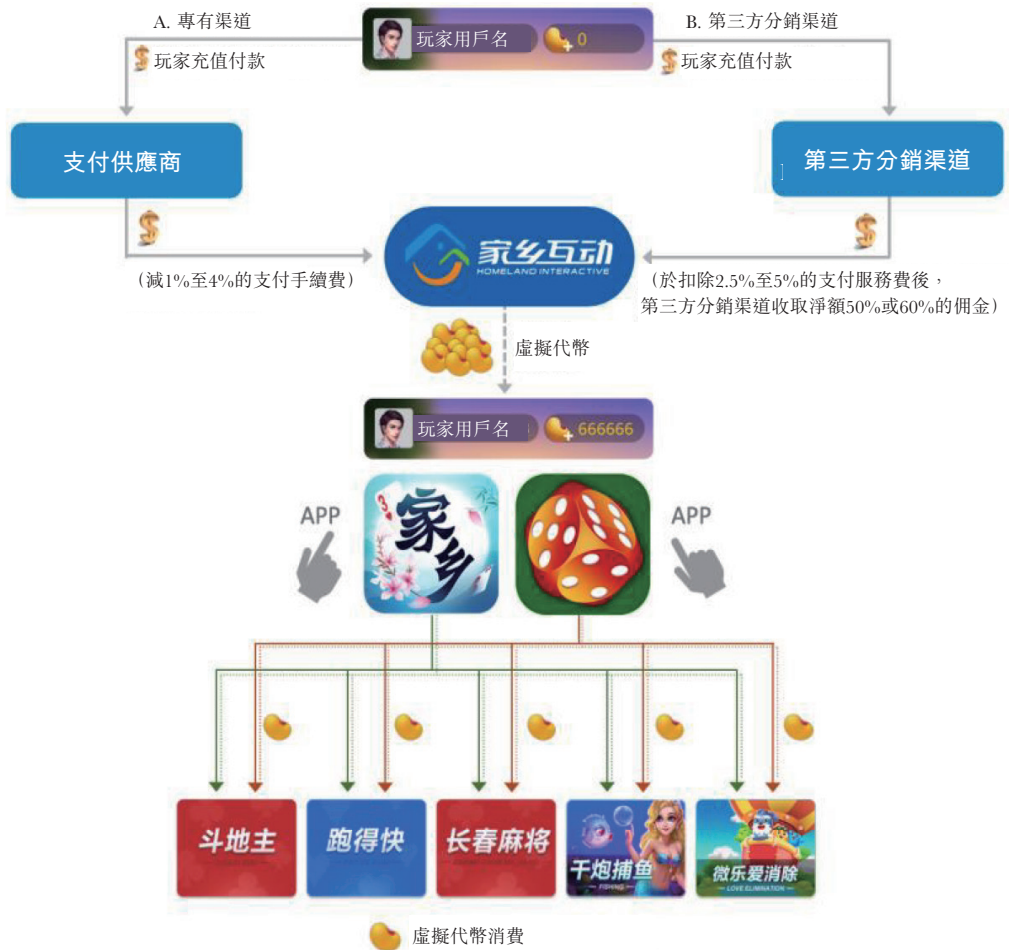 A. 專有渠道
B. 第三方分銷渠道
玩家用戶名
0
玩家充值付款
玩家充值付款
支付供應商
第三方分銷渠道
家乡互动
HOMELAND INTERACTIVE
(減1%至4%的支付手續費)
(於扣除2.5%至5%的支付服務費後，
第三方分銷渠道收取淨額50%或60%的佣金)
虛擬代幣
玩家用戶名
666666
APP
3
家乡
APP
斗地主
跑得快
长春麻将
千炮捕鱼
FISHING
微乐爱消除
LOVE ELIMINATION
虛擬代幣消費